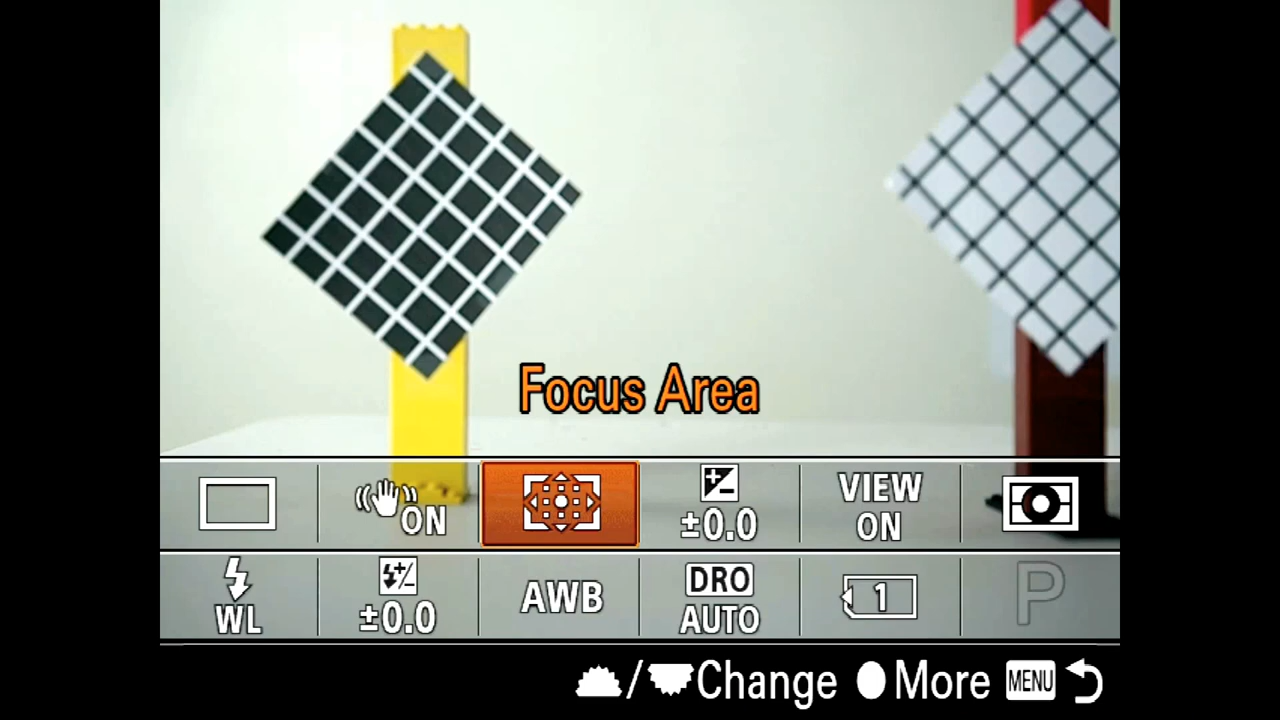 Focus Area
ON
±0.0
VIEW
ON
WL
±0.0
AWB
DRO
AUTO
1
P
/ Change More MENU